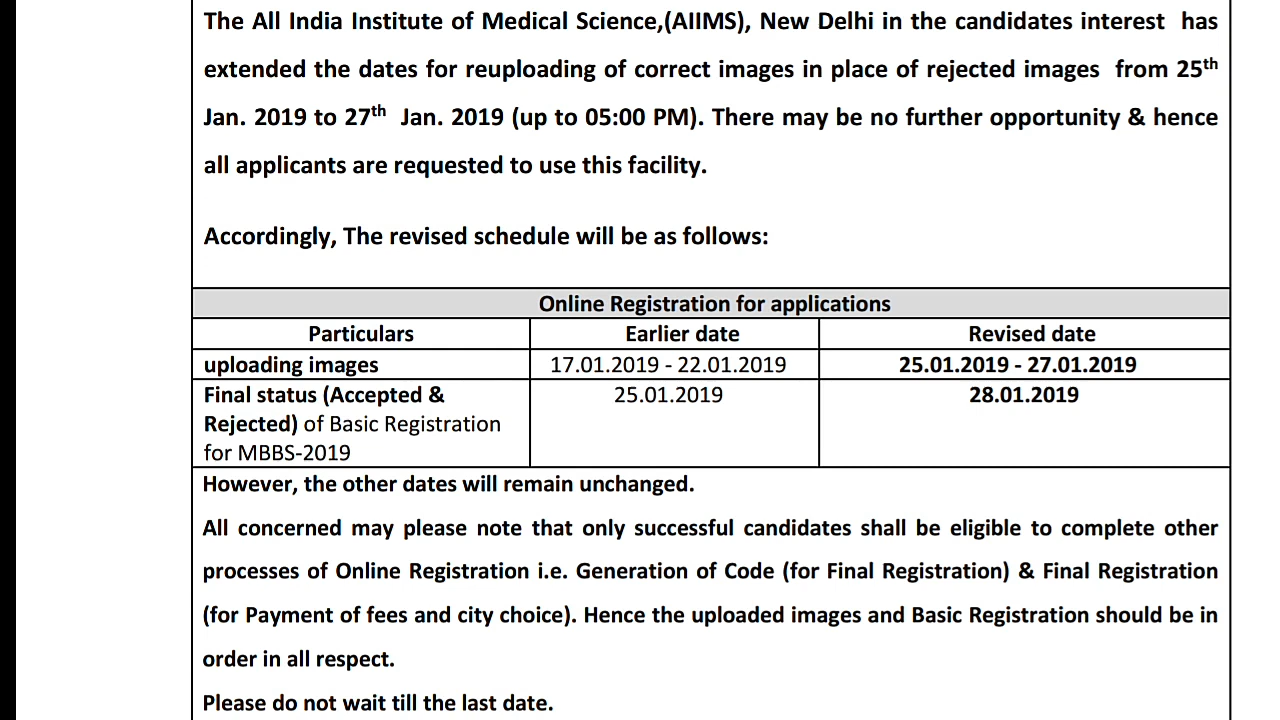 The All India Institute of Medical Science,(AIIMS), New Delhi in the candidates interest has
extended the dates for reuploading of correct images in place of rejected images from 25th
Jan. 2019 to 27th Jan. 2019 (up to 05:00 PM). There may be no further opportunity & hence
all applicants are requested to use this facility.
Accordingly, The revised schedule will be as follows:
Online Registration for applications
Particulars Earlier date Revised date
uploading images 17.01.2019 - 22.01.2019 25.01.2019 - 27.01.2019
Final status (Accepted & 25.01.2019 28.01.2019
Rejected) of Basic Registration
for MBBS-2019
However, the other dates will remain unchanged.
All concerned may please note that only successful candidates shall be eligible to complete other
processes of Online Registration i.e. Generation of Code (for Final Registration) & Final Registration
(for Payment of fees and city choice). Hence the uploaded images and Basic Registration should be in
order in all respect.
Please do not wait till the last date.